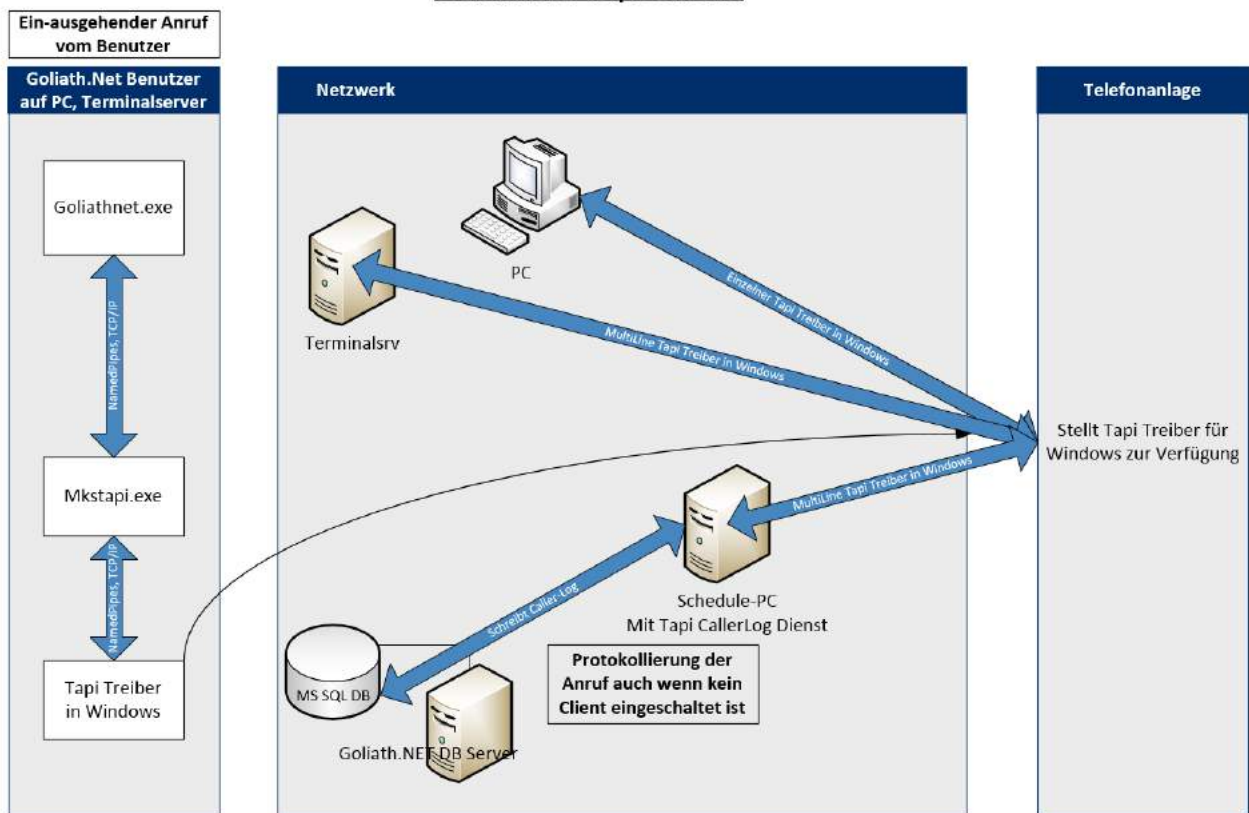 Ein-ausgehender Anruf
vom Benutzer
Goliath.Net Benutzer
auf PC, Terminalserver
Netzwerk
Telefonanlage
Goliathnet.exe
NamedPipes, TCP/IP
Mkstapi.exe
NamedPipes, TCP/IP
Tapi Treiber
in Windows
PC
Terminalsrv
Einzelner Tapi Treiber in Windows
MultiLine Tapi Treiber in Windows
MultiLine Tapi Treiber in Windows
Stellt Tapi Treiber für
Windows zur Verfügung
Schedule-PC
Mit Tapi CallerLog Dienst
Schreibt Caller-Log
Protokollierung der
Anruf auch wenn kein
Client eingeschaltet ist
MS SQL DB
Goliath.NET DB Server